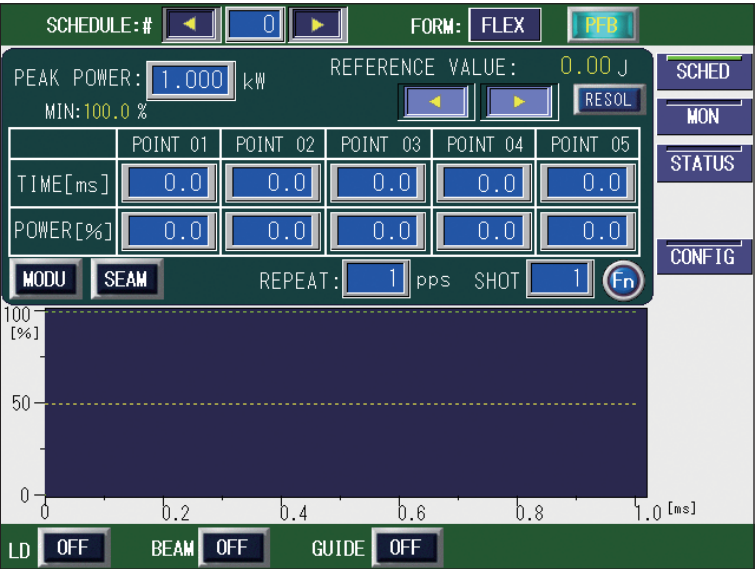 SCHEDULE:# ◄ 0 ► FORM: FLEX PFB
PEAK POWER: 1.000 kW REFERENCE VALUE: 0.00 J
MIN:100.0 % ◄ ► RESOL
POINT 01 POINT 02 POINT 03 POINT 04 POINT 05
TIME[ms] 0.0 0.0 0.0 0.0 0.0
POWER[%] 0.0 0.0 0.0 0.0 0.0
MODU SEAM REPEAT: 1 pps SHOT 1 Fn
SCHED
MON
STATUS
CONFIG
100
[%]
50
0
0 0.2 0.4 0.6 0.8 1.0 [ms]
LD OFF BEAM OFF GUIDE OFF